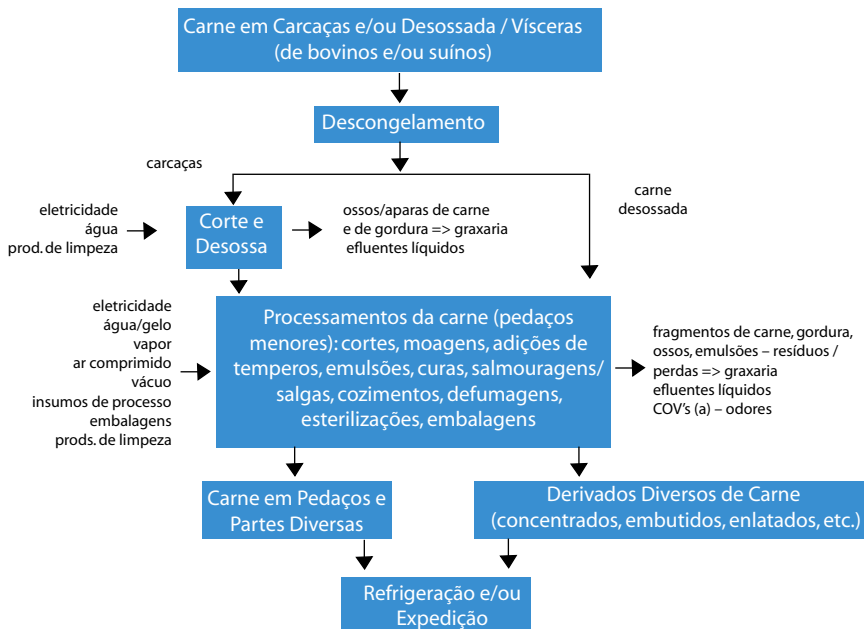 Carne em Carcaças e/ou Desossada / Vísceras
(de bovinos e/ou suínos)
Descongelamento
carcaças
carne
desossada
eletricidade
água
prod. de limpeza
Corte e
Desossa
ossos/aparas de carne
e de gordura => graxaria
efluentes líquidos
eletricidade
água/gelo
vapor
ar comprimido
vácuo
insumos de processo
embalagens
prods. de limpeza
Processamentos da carne (pedaços
menores): cortes, moagens, adições de
temperos, emulsões, curas, salmouragens/
salgas, cozimentos, defumagens,
esterilizações, embalagens
fragmentos de carne, gordura,
ossos, emulsões – resíduos /
perdas => graxaria
efluentes líquidos
COV's (a) – odores
Carne em Pedaços e
Partes Diversas
Derivados Diversos de Carne
(concentrados, embutidos, enlatados, etc.)
Refrigeração e/ou
Expedição